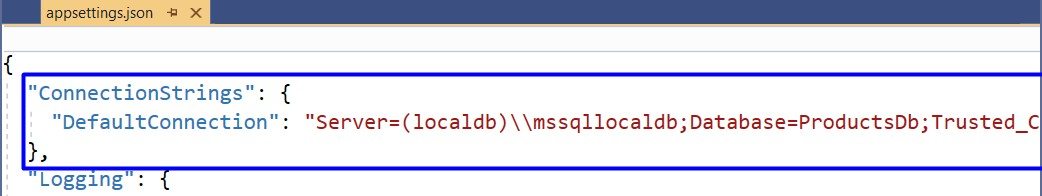 appsettings.json
{
"ConnectionStrings": {
"DefaultConnection": "Server=(localdb)\\mssqllocaldb;Database=ProductsDb;Trusted_C
},
"Logging": {